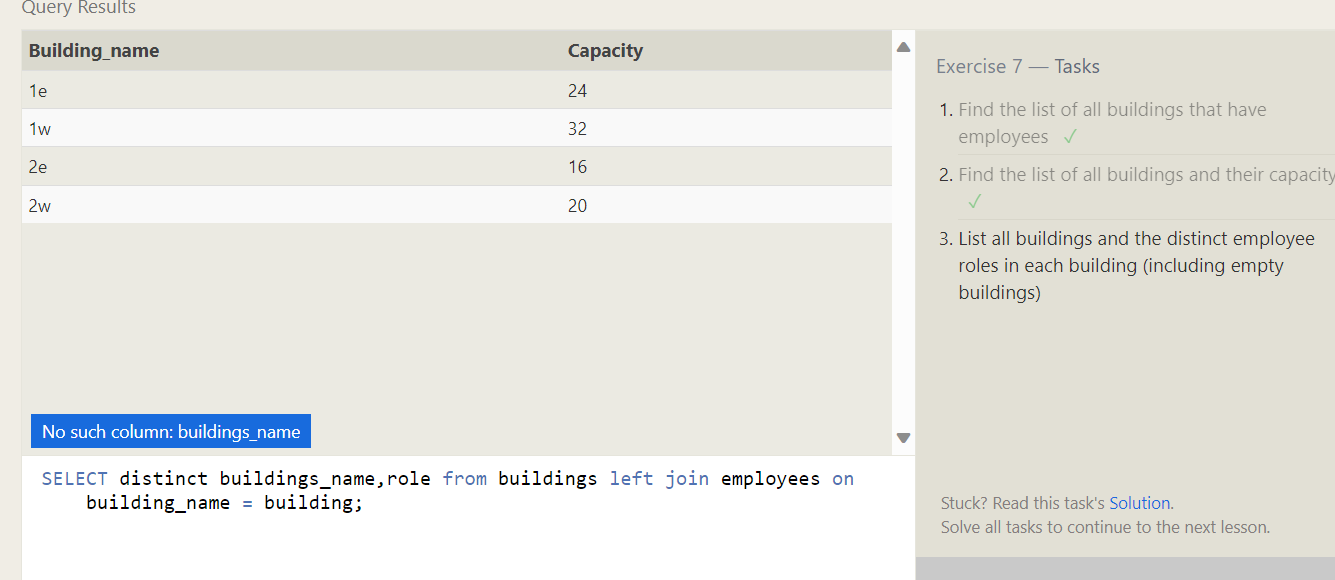 Query Results
Building_name Capacity
1e 24
1w 32
2e 16
2w 20
No such column: buildings_name
SELECT distinct buildings_name,role from buildings left join employees on
building_name = building;
Exercise 7 — Tasks
1. Find the list of all buildings that have
employees ✓
2. Find the list of all buildings and their capacity
✓
3. List all buildings and the distinct employee
roles in each building (including empty
buildings)
Stuck? Read this task's Solution.
Solve all tasks to continue to the next lesson.